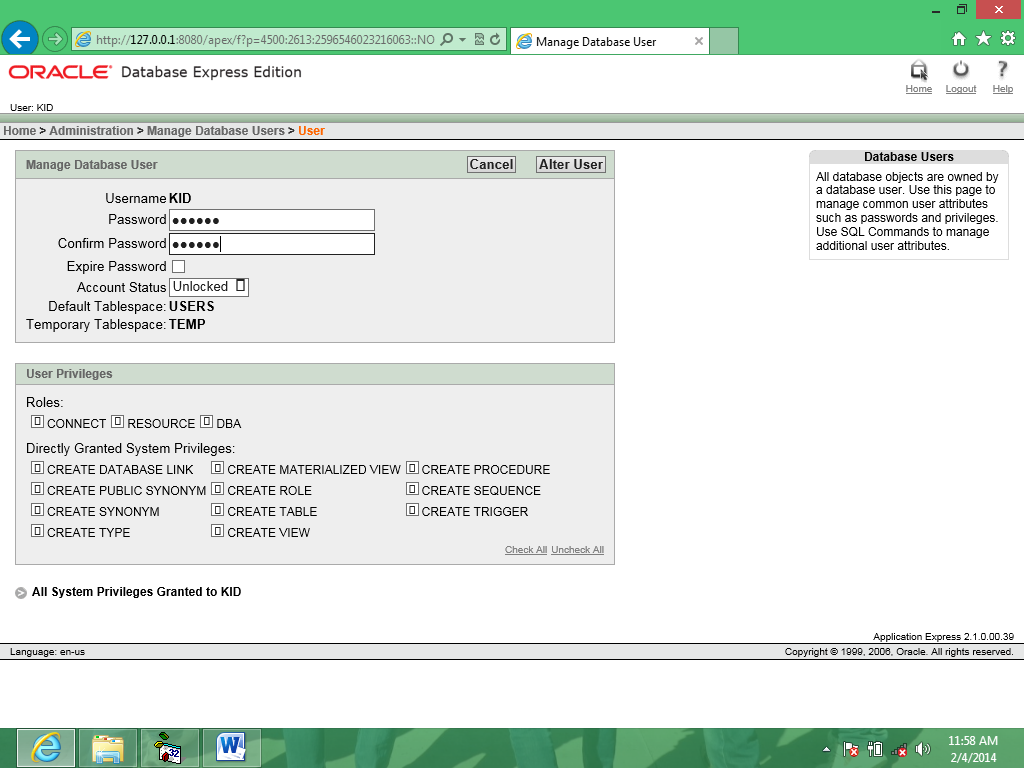 http://127.0.0.1:8080/apex/f?p=4500:2613:2596546023216063::NO
Manage Database User
ORACLE® Database Express Edition
Home Logout Help
User: KID
Home > Administration > Manage Database Users > User
Manage Database User Cancel Alter User
Username KID
Password ●●●●●●
Confirm Password ●●●●●●
Expire Password
Account Status Unlocked
Default Tablespace: USERS
Temporary Tablespace: TEMP
Database Users
All database objects are owned by
a database user. Use this page to
manage common user attributes
such as passwords and privileges.
Use SQL Commands to manage
additional user attributes.
User Privileges
Roles:
CONNECT RESOURCE DBA
Directly Granted System Privileges:
CREATE DATABASE LINK CREATE MATERIALIZED VIEW CREATE PROCEDURE
CREATE PUBLIC SYNONYM CREATE ROLE CREATE SEQUENCE
CREATE SYNONYM CREATE TABLE CREATE TRIGGER
CREATE TYPE CREATE VIEW
Check All Uncheck All
All System Privileges Granted to KID
Application Express 2.1.0.00.39
Language: en-us Copyright © 1999, 2006, Oracle. All rights reserved.
32
W
11:58 AM
2/4/2014